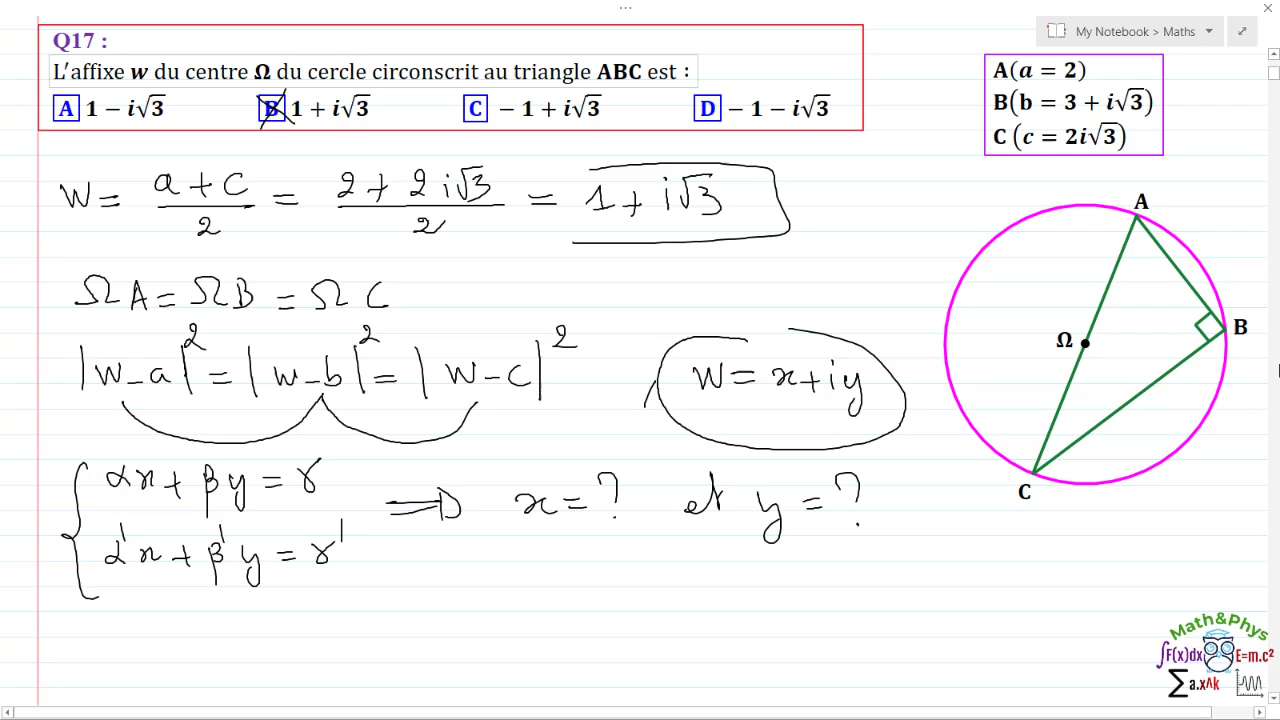 My Notebook > Maths
Q17 :
L'affixe w du centre Ω du cercle circonscrit au triangle ABC est :
A 1 − i√3 B 1 + i√3 C − 1 + i√3 D − 1 − i√3
A(a = 2)
B(b = 3 + i√3)
C (c = 2i√3)
W = (a + c)/2 = (2 + 2i√3)/2 = 1 + i√3
ΩA = ΩB = ΩC
|W − a|² = |W − b|² = |W − c|²
W = x + iy
αx + βy = γ
α'x + β'y = γ'
⟹ x = ? et y = ?
A
B
Ω
C
Math&Phys
∫F(x)dx E=m.c²
∑ a.x^k